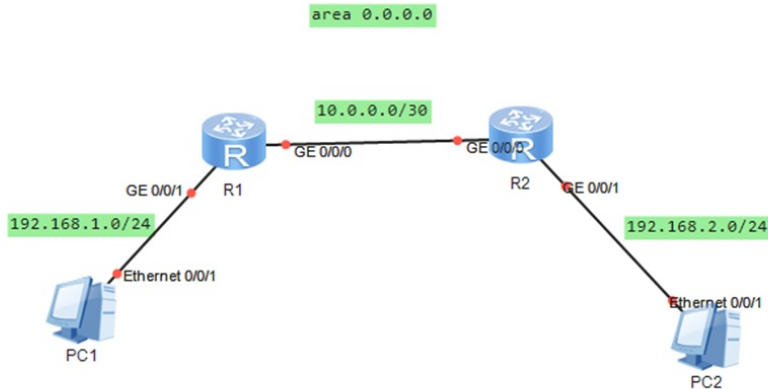 area 0.0.0.0
10.0.0.0/30
R
GE 0/0/0
GE 0/0/0
R
GE 0/0/1
R1
R2
GE 0/0/1
192.168.1.0/24
192.168.2.0/24
Ethernet 0/0/1
Ethernet 0/0/1
PC1
PC2